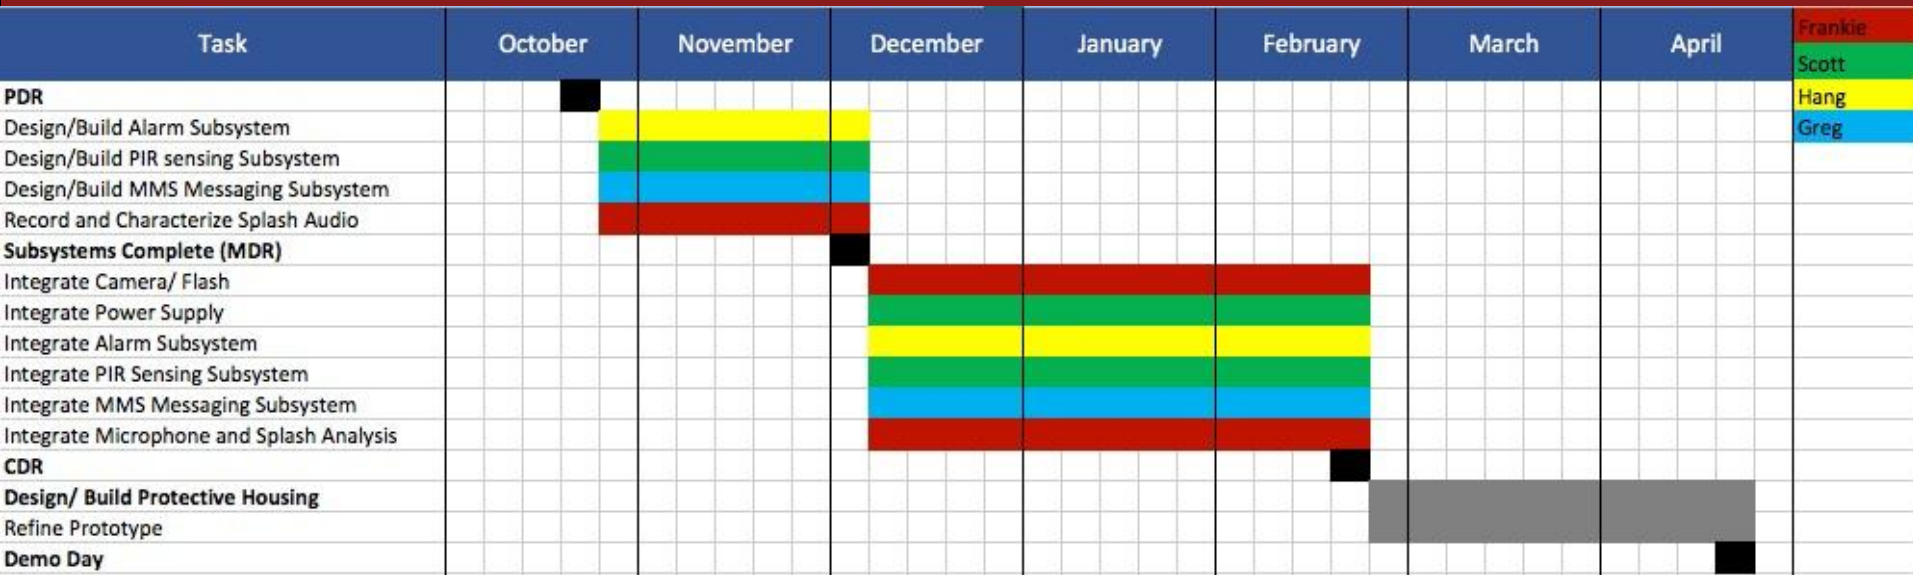 Task October November December January February March April
Frankie
Scott
PDR
Hang
Design/Build Alarm Subsystem
Greg
Design/Build PIR sensing Subsystem
Design/Build MMS Messaging Subsystem
Record and Characterize Splash Audio
Subsystems Complete (MDR)
Integrate Camera/ Flash
Integrate Power Supply
Integrate Alarm Subsystem
Integrate PIR Sensing Subsystem
Integrate MMS Messaging Subsystem
Integrate Microphone and Splash Analysis
CDR
Design/ Build Protective Housing
Refine Prototype
Demo Day